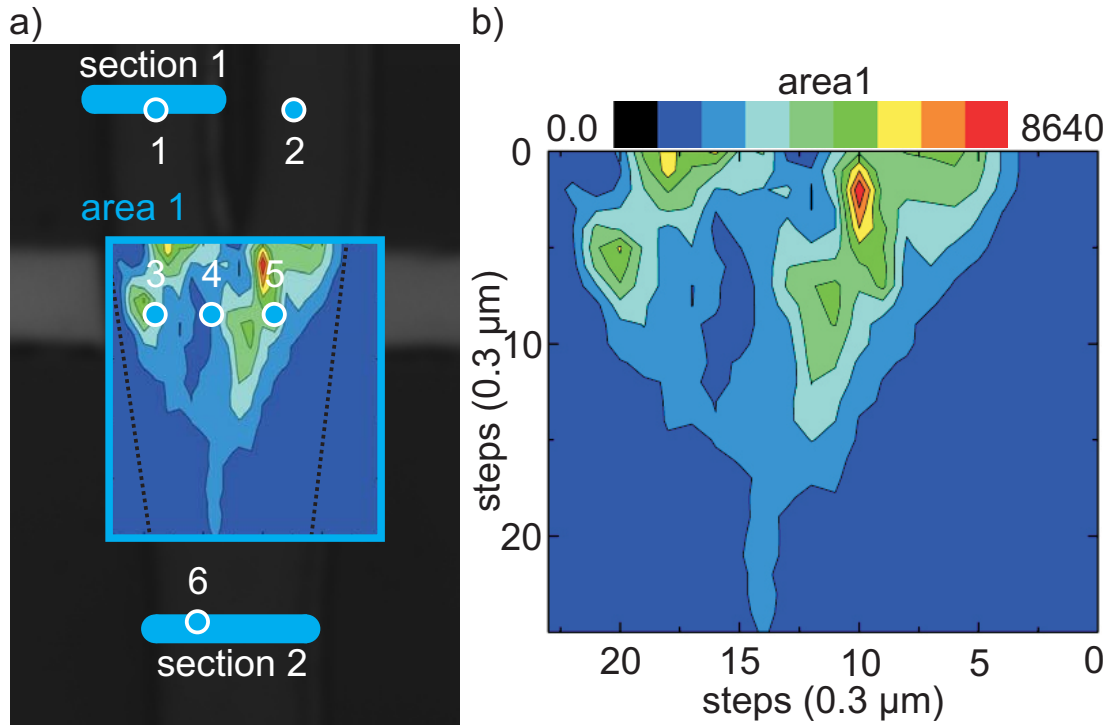 a)
section 1
1
2
area 1
3 4 5
6
section 2
b)
area1
0.0
8640
0
10
20
steps (0.3 µm)
20 15 10 5 0
steps (0.3 µm)